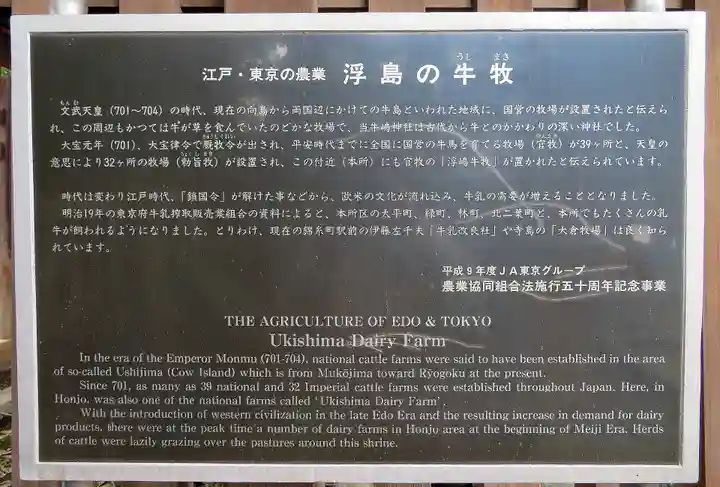 江戸・東京の農業 浮島の牛牧
うし まき
もんむ
文武天皇（701～704）の時代、現在の向島から両国辺にかけての牛島といわれた地域に、国営の牧場が設置されたと伝え
られ、この周辺もかつては牛が草を食んでいたのどかな牧場で、当牛嶋神社は古代から牛とのかかわりの深い神社でした。
大宝元年（701）、大宝律令で厩牧令が出され、平安時代までに全国に国営の牛馬を育てる牧場（官牧）が39ヶ所と、天皇の
意思により32ヶ所の牧場（勅旨牧）が設置され、この付近（本所）にも官牧の「浮嶋牛牧」が置かれたと伝えられています。
時代は変わり江戸時代、「鎖国令」が解けた事などから、欧米の文化が流れ込み、牛乳の需要が増えることとなりました。
明治19年の東京府牛乳搾取販売業組合の資料によると、本所区の太平町、緑町、林町、北二葉町と、本所でもたくさんの乳
牛が飼われるようになりました。とりわけ、現在の錦糸町駅前の伊藤左千夫「牛乳改良社」や寺島の「大倉牧場」は良く知ら
れています。
平成9年度JA東京グループ
農業協同組合法施行五十周年記念事業
THE AGRICULTURE OF EDO & TOKYO
Ukishima Dairy Farm
In the era of the Emperor Monmu (701-704), national cattle farms were said to have been established in the area
of so-called Ushijima (Cow Island) which is from Mukōjima toward Ryōgoku at the present.
Since 701, as many as 39 national and 32 Imperial cattle farms were established throughout Japan. Here, in
Honjo, was also one of the national farms called 'Ukishima Dairy Farm'.
With the introduction of western civilization in the late Edo Era and the resulting increase in demand for dairy
products, there were at the peak time a number of dairy farms in Honjo area at the beginning of Meiji Era. Herds
of cattle were lazily grazing over the pastures around this shrine.